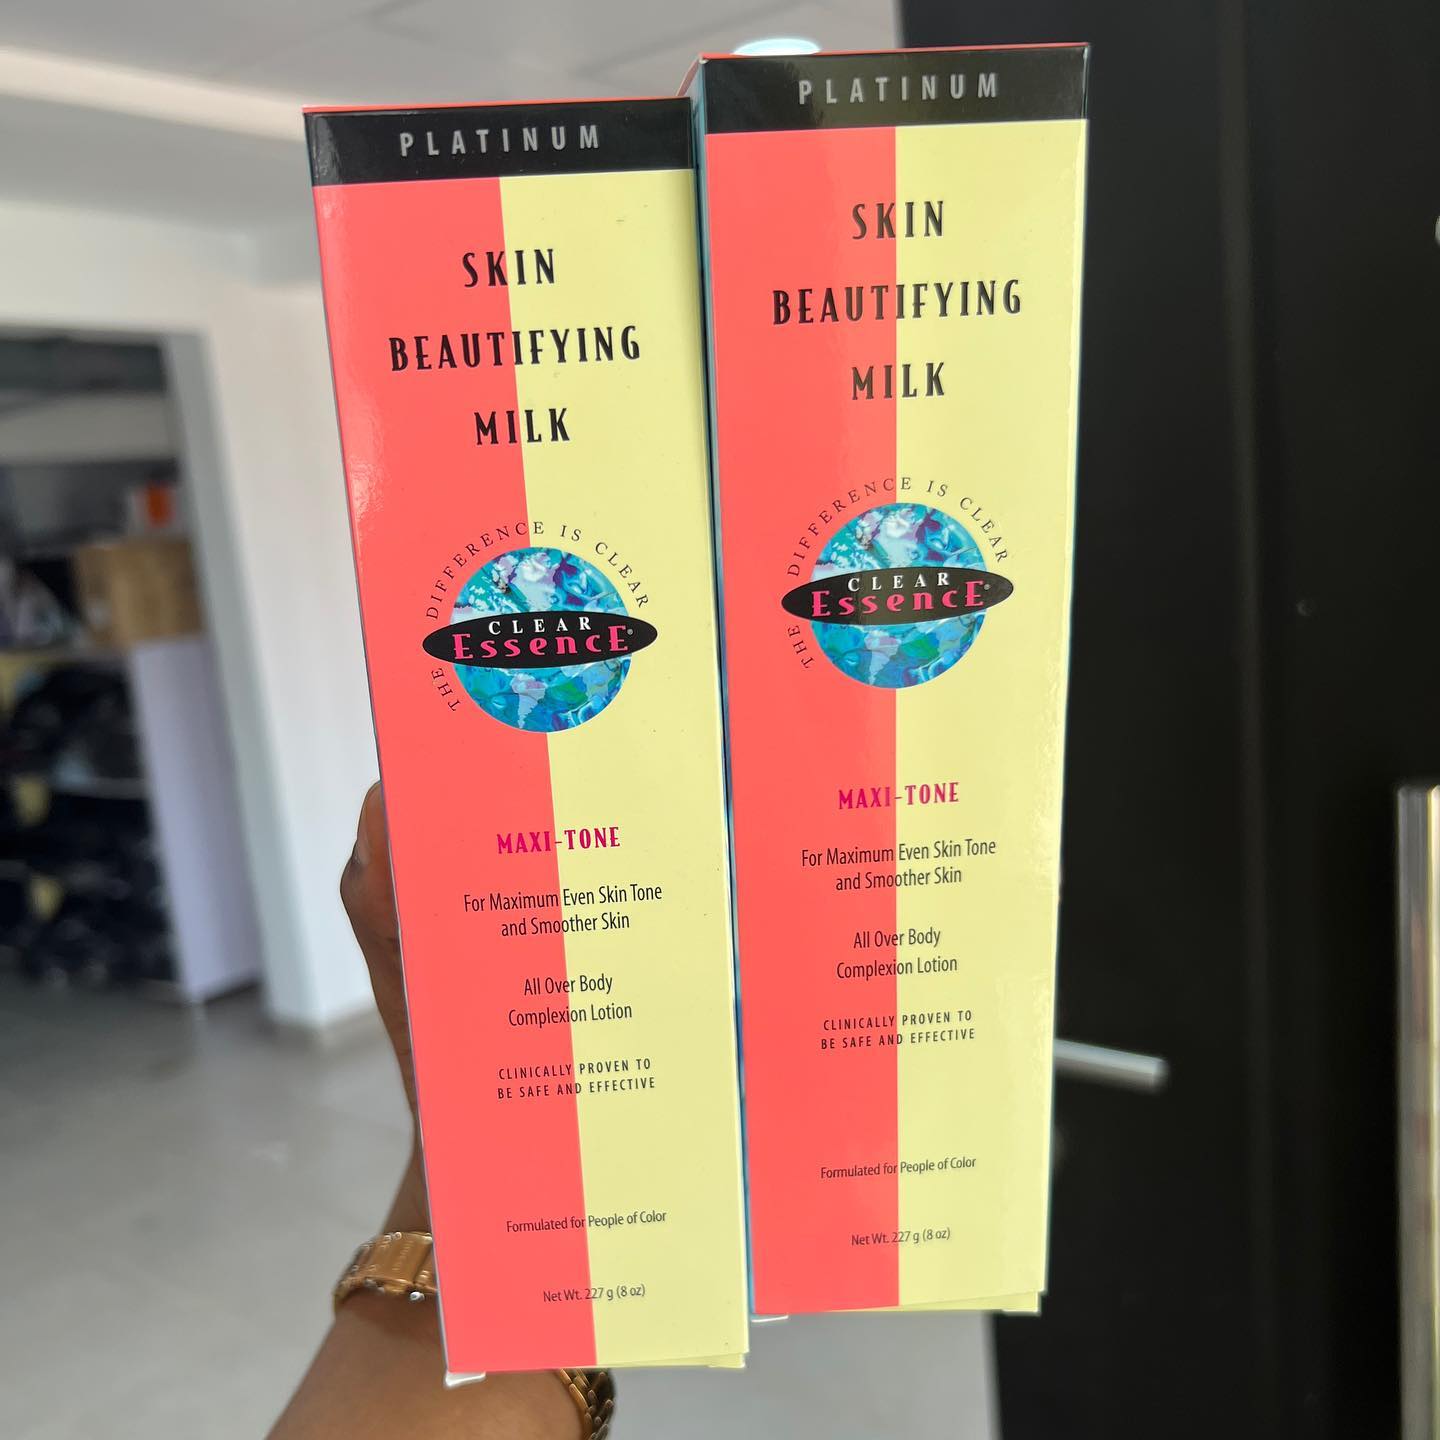 PLATINUM
SKIN
BEAUTIFYING
MILK
THE DIFFERENCE IS CLEAR
CLEAR
EssencE®
MAXI-TONE
For Maximum Even Skin Tone
and Smoother Skin
All Over Body
Complexion Lotion
CLINICALLY PROVEN TO
BE SAFE AND EFFECTIVE
Formulated for People of Color
Net Wt. 227 g (8 oz)
PLATINUM
SKIN
BEAUTIFYING
MILK
THE DIFFERENCE IS CLEAR
CLEAR
EssencE®
MAXI-TONE
For Maximum Even Skin Tone
and Smoother Skin
All Over Body
Complexion Lotion
CLINICALLY PROVEN TO
BE SAFE AND EFFECTIVE
Formulated for People of Color
Net Wt. 227 g (8 oz)